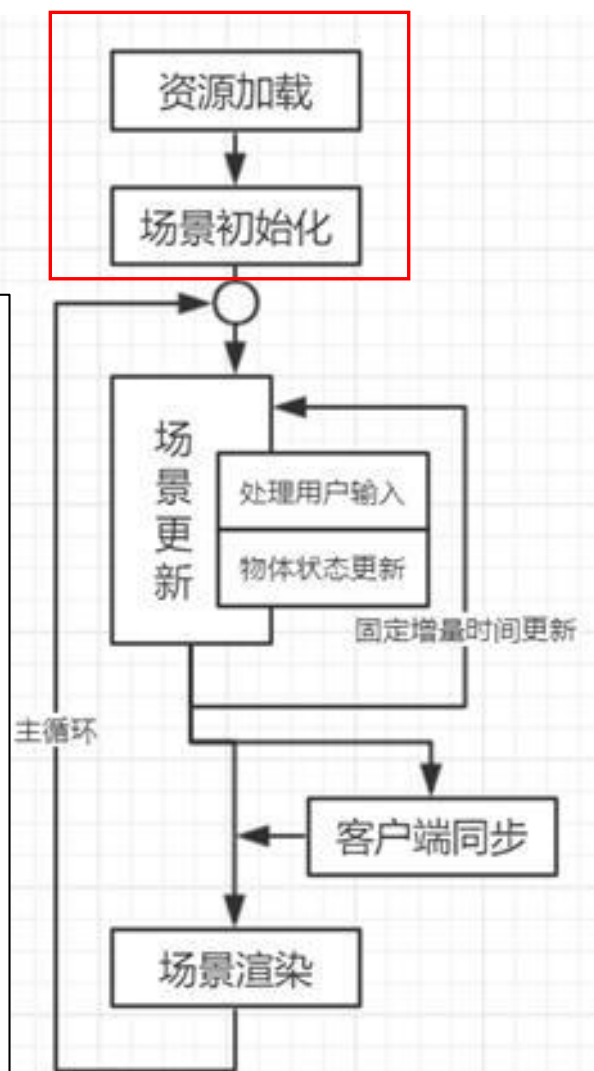 资源加载
场景初始化
场景更新
处理用户输入
物体状态更新
固定增量时间更新
主循环
客户端同步
场景渲染